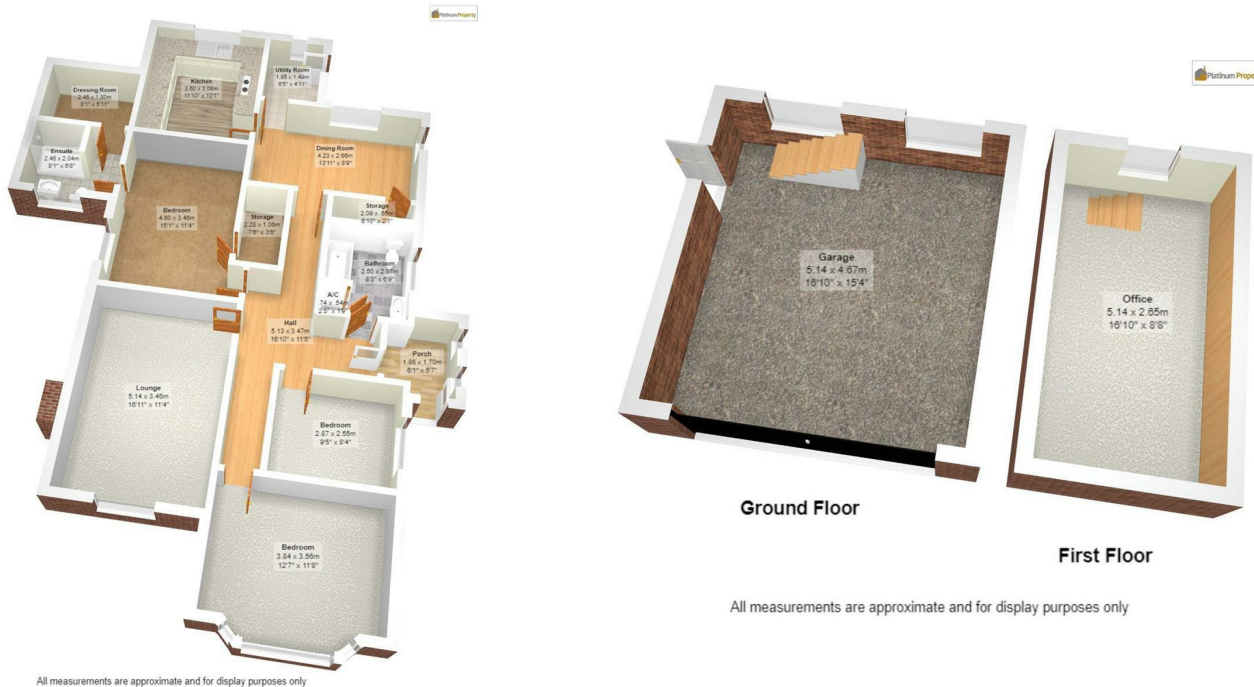 Platinum Property
Utility Room
1.95 x 1.49m
6'5" x 4'11"
Kitchen
3.60 x 3.08m
11'10" x 10'1"
Dressing Room
8'1" x 5'11"
Ensuite
2.46 x 2.04m
8'1" x 6'8"
Dining Room
4.23 x 2.66m
13'11" x 8'9"
Bedroom
4.60 x 3.46m
15'1" x 11'4"
Storage
2.28 x 1.06m
7'6" x 3'6"
Storage
2.09 x .65m
6'10" x 2'1"
Bathroom
2.50 x 2.07m
8'3" x 6'9"
A/C
.74 x .54m
2'5" x 1'9"
Hall
5.13 x 3.47m
16'10" x 11'5"
Porch
1.86 x 1.70m
6'1" x 5'7"
Lounge
5.14 x 3.46m
16'11" x 11'4"
Bedroom
2.87 x 2.55m
9'5" x 8'4"
Bedroom
3.84 x 3.56m
12'7" x 11'8"
All measurements are approximate and for display purposes only
Platinum Prope
Garage
5.14 x 4.67m
16'10" x 15'4"
Office
5.14 x 2.65m
16'10" x 8'8"
Ground Floor
First Floor
All measurements are approximate and for display purposes only